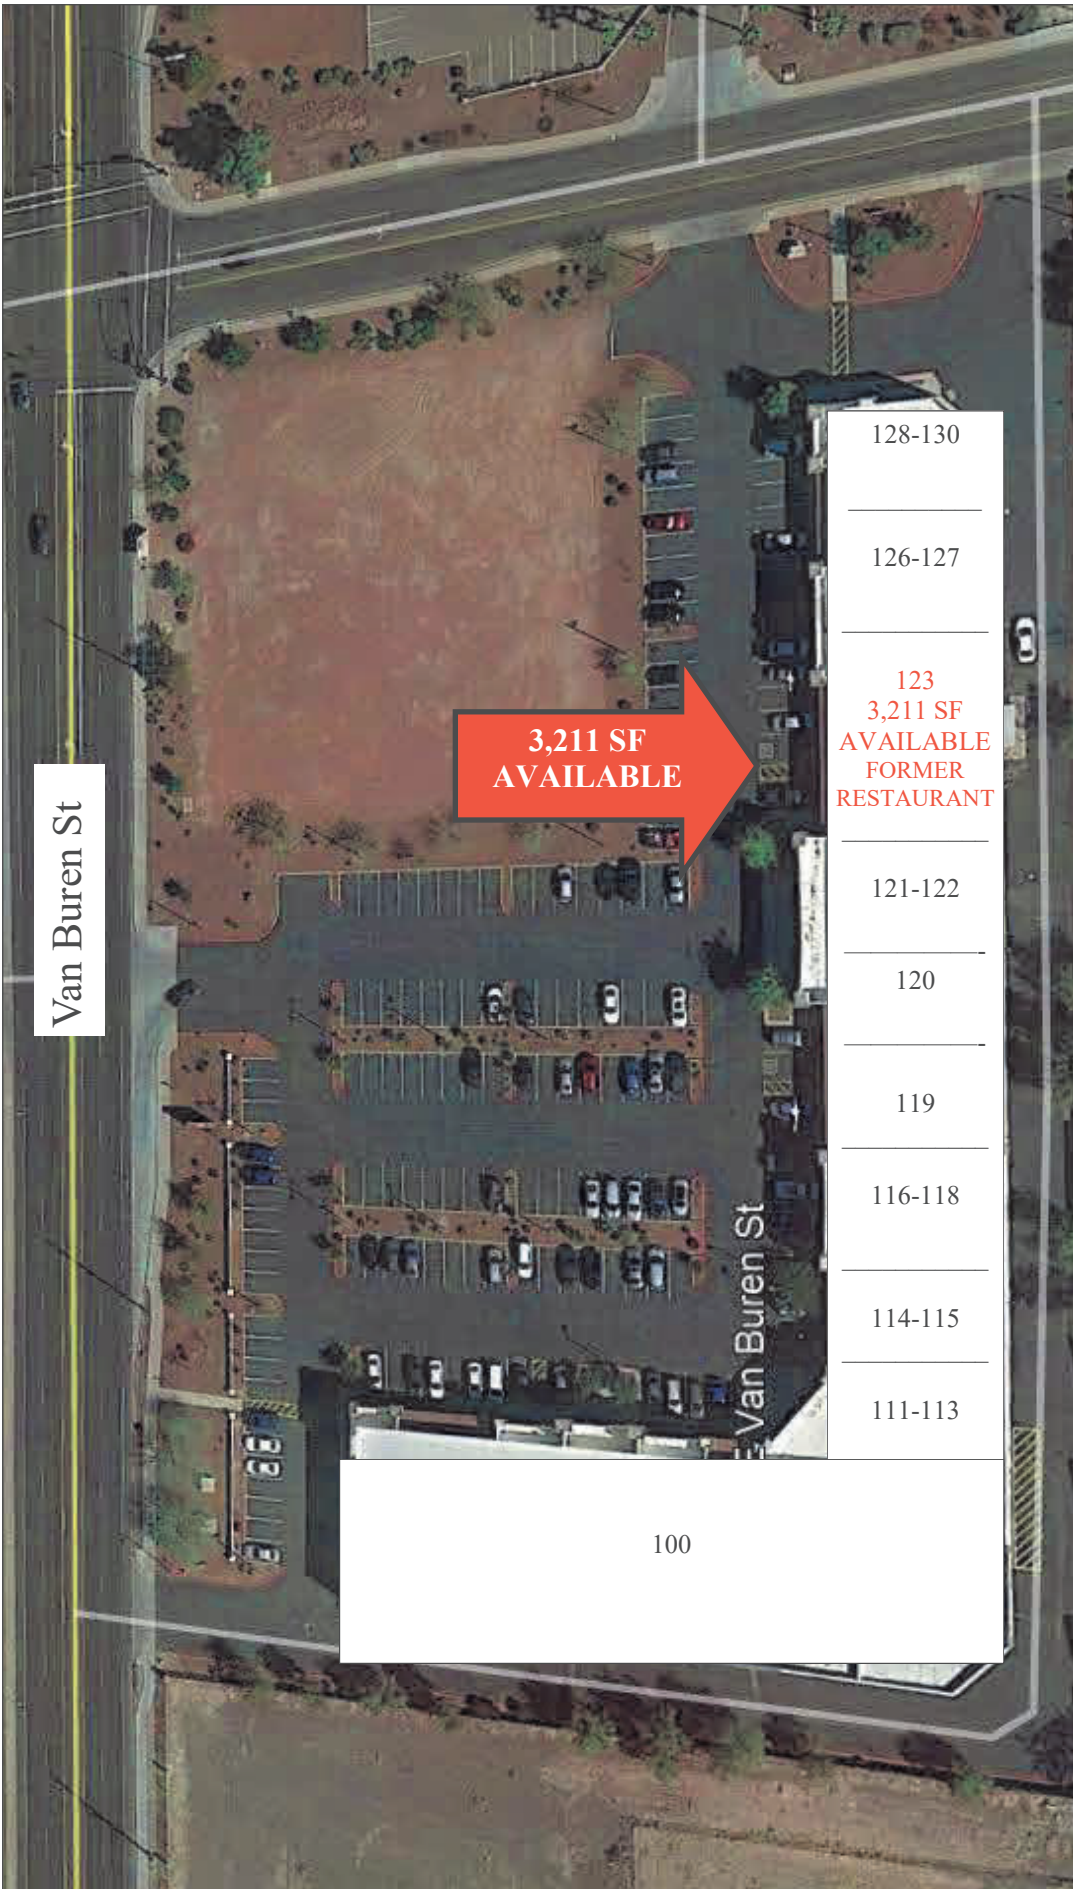 128-130
126-127
123
3,211 SF
AVAILABLE
FORMER
RESTAURANT
3,211 SF
AVAILABLE
121-122
120
119
116-118
114-115
111-113
100
Van Buren St
E Van Buren St